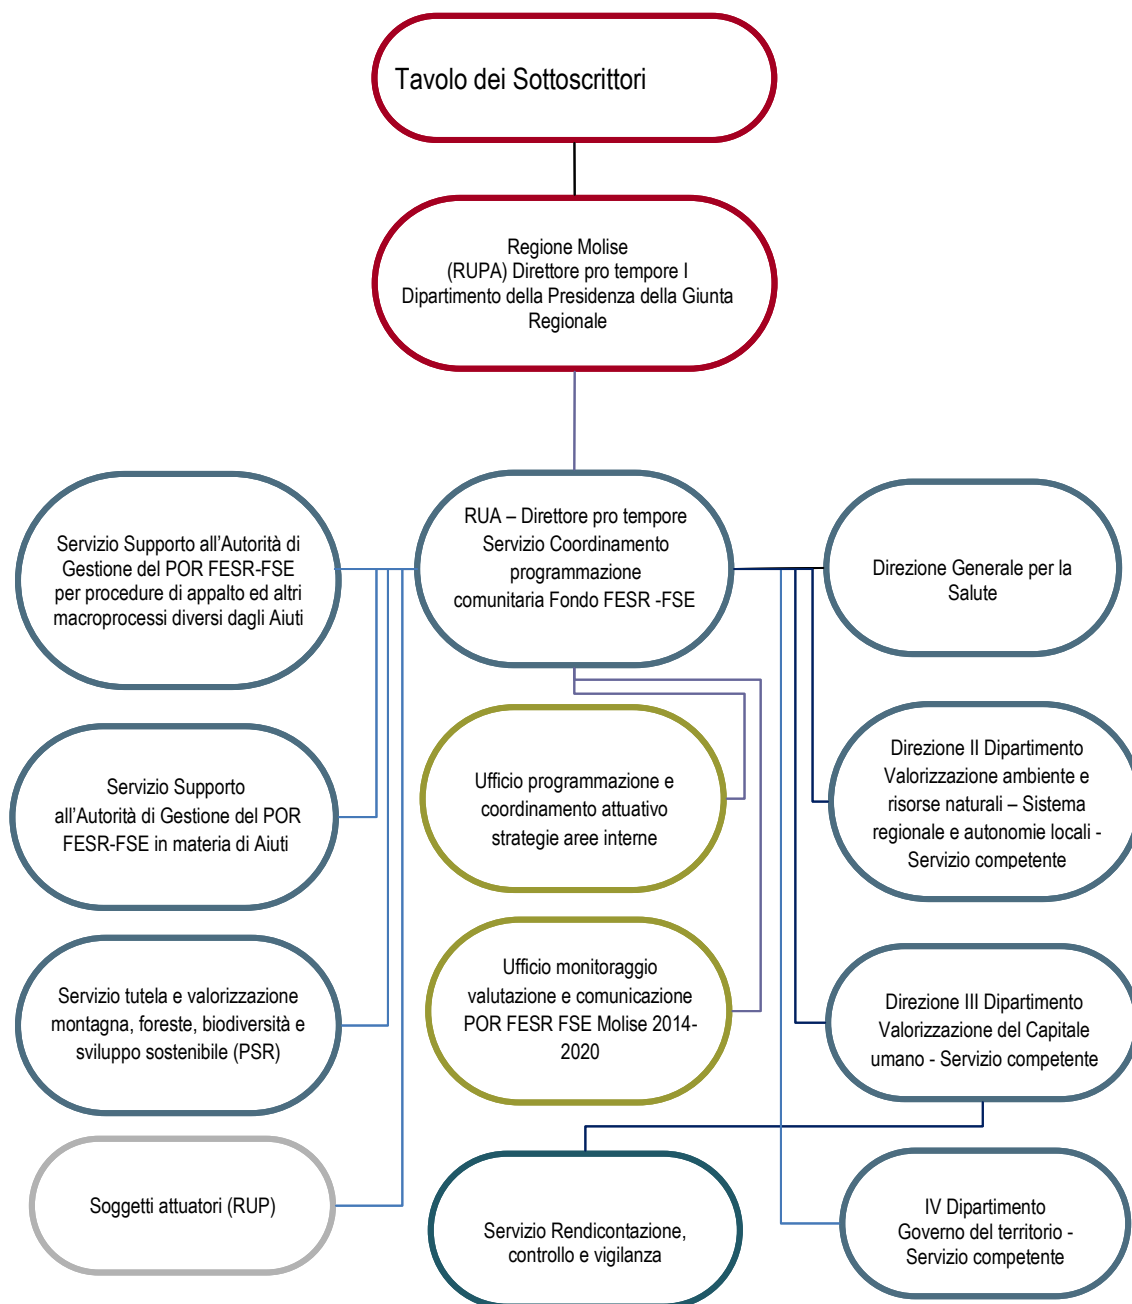 Tavolo dei Sottoscrittori
Regione Molise
(RUPA) Direttore pro tempore I
Dipartimento della Presidenza della Giunta
Regionale
Servizio Supporto all'Autorità di
Gestione del POR FESR-FSE
per procedure di appalto ed altri
macroprocessi diversi dagli Aiuti
RUA – Direttore pro tempore
Servizio Coordinamento
programmazione
comunitaria Fondo FESR -FSE
Direzione Generale per la
Salute
Servizio Supporto
all'Autorità di Gestione del POR
FESR-FSE in materia di Aiuti
Ufficio programmazione e
coordinamento attuativo
strategie aree interne
Direzione II Dipartimento
Valorizzazione ambiente e
risorse naturali – Sistema
regionale e autonomie locali -
Servizio competente
Servizio tutela e valorizzazione
montagna, foreste, biodiversità e
sviluppo sostenibile (PSR)
Ufficio monitoraggio
valutazione e comunicazione
POR FESR FSE Molise 2014-
2020
Direzione III Dipartimento
Valorizzazione del Capitale
umano - Servizio competente
Soggetti attuatori (RUP)
Servizio Rendicontazione,
controllo e vigilanza
IV Dipartimento
Governo del territorio -
Servizio competente